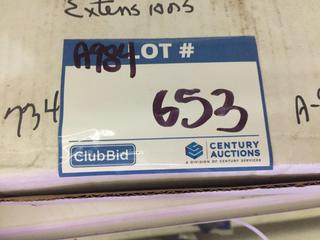 Extensions
A984 LOT #
734 653 A-
ClubBid CENTURY AUCTIONS
A DIVISION OF CENTURY SERVICES